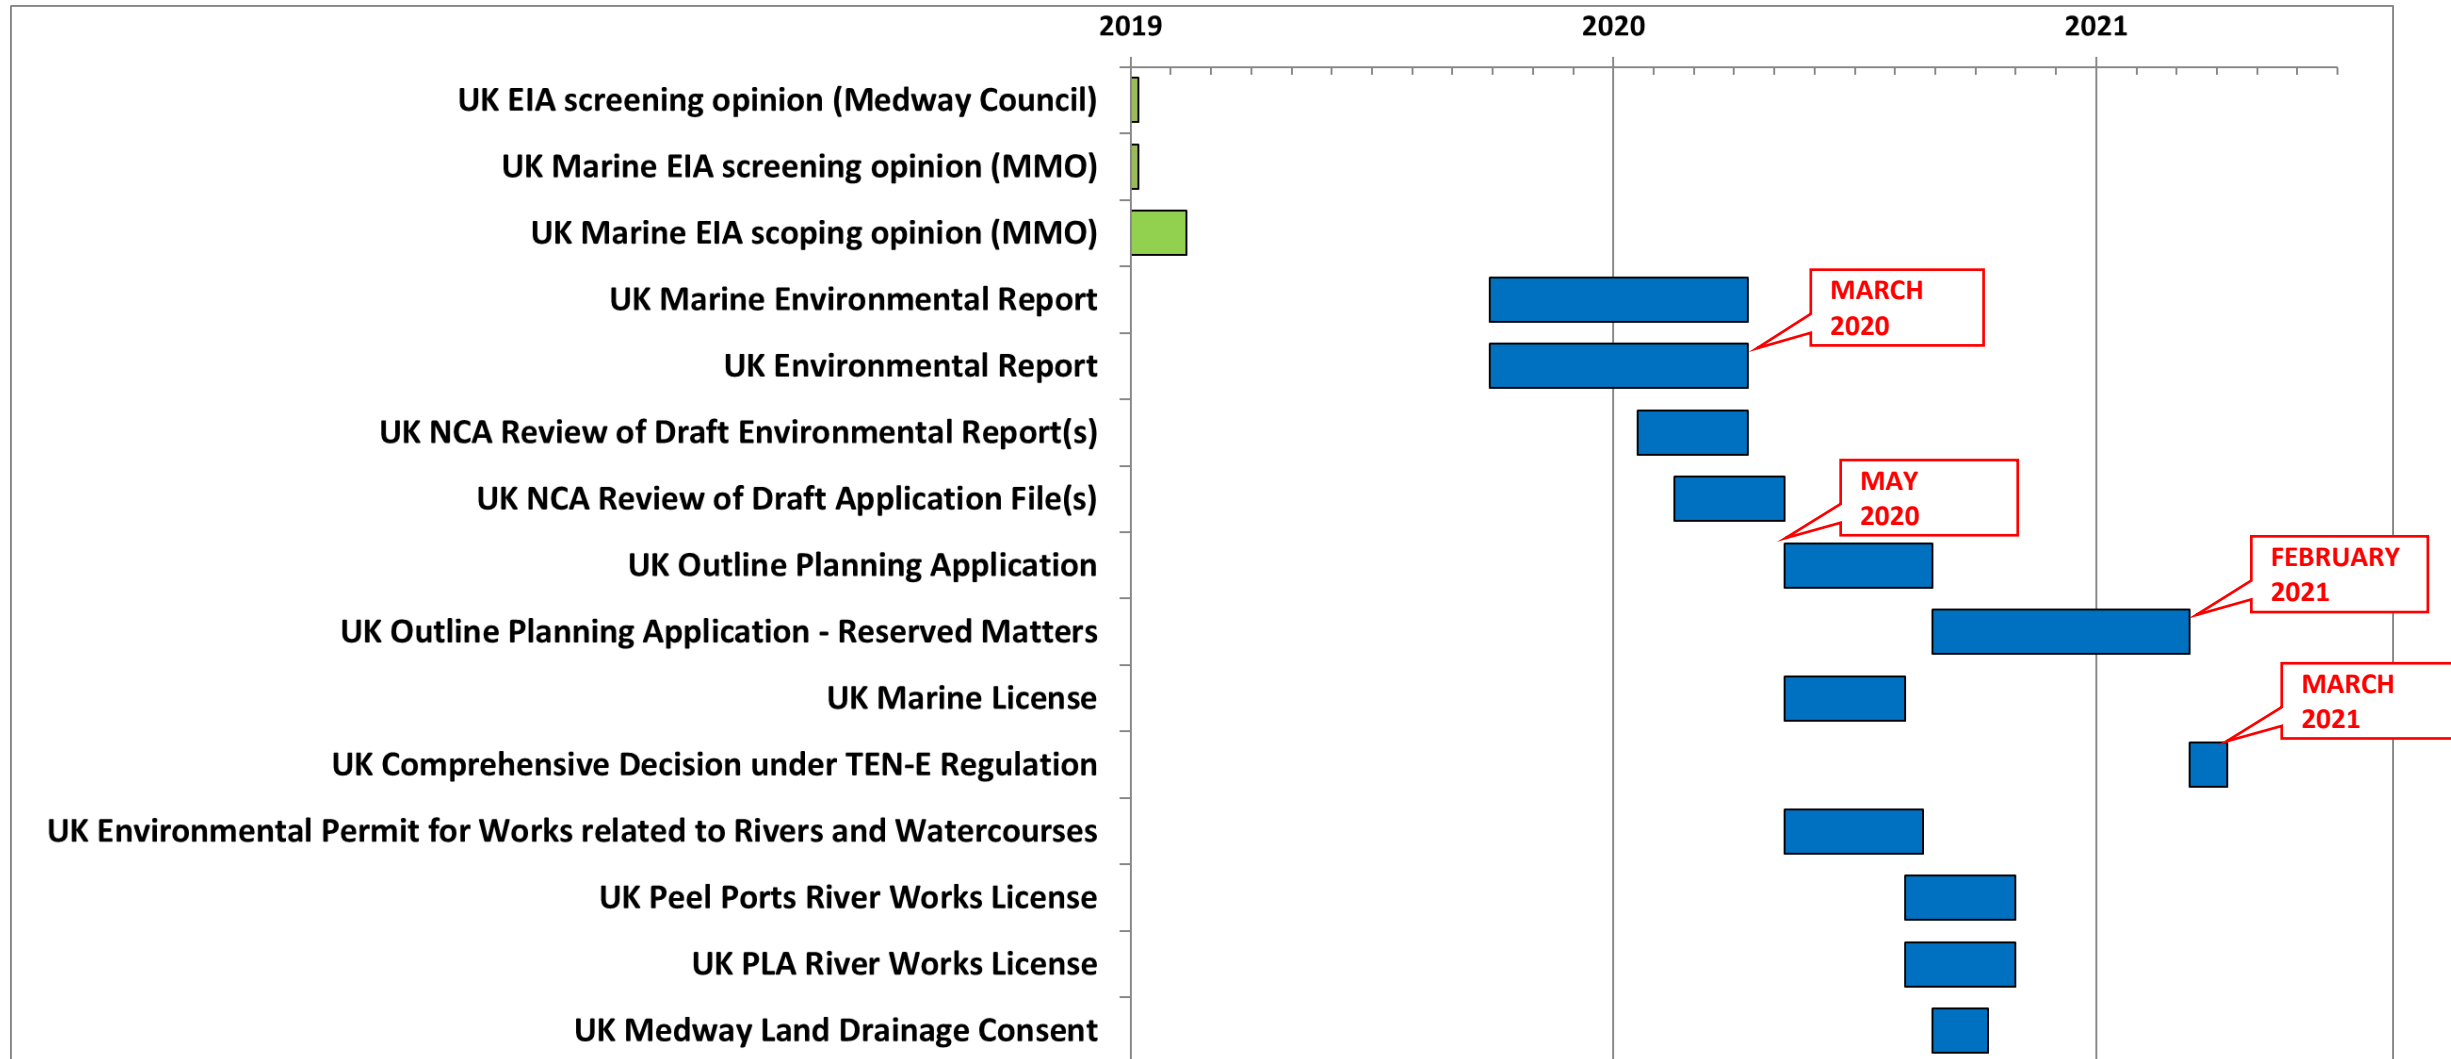 2019
2020
2021
UK EIA screening opinion (Medway Council)
UK Marine EIA screening opinion (MMO)
UK Marine EIA scoping opinion (MMO)
UK Marine Environmental Report
MARCH
2020
UK Environmental Report
UK NCA Review of Draft Environmental Report(s)
UK NCA Review of Draft Application File(s)
MAY
2020
UK Outline Planning Application
FEBRUARY
2021
UK Outline Planning Application - Reserved Matters
UK Marine License
MARCH
2021
UK Comprehensive Decision under TEN-E Regulation
UK Environmental Permit for Works related to Rivers and Watercourses
UK Peel Ports River Works License
UK PLA River Works License
UK Medway Land Drainage Consent